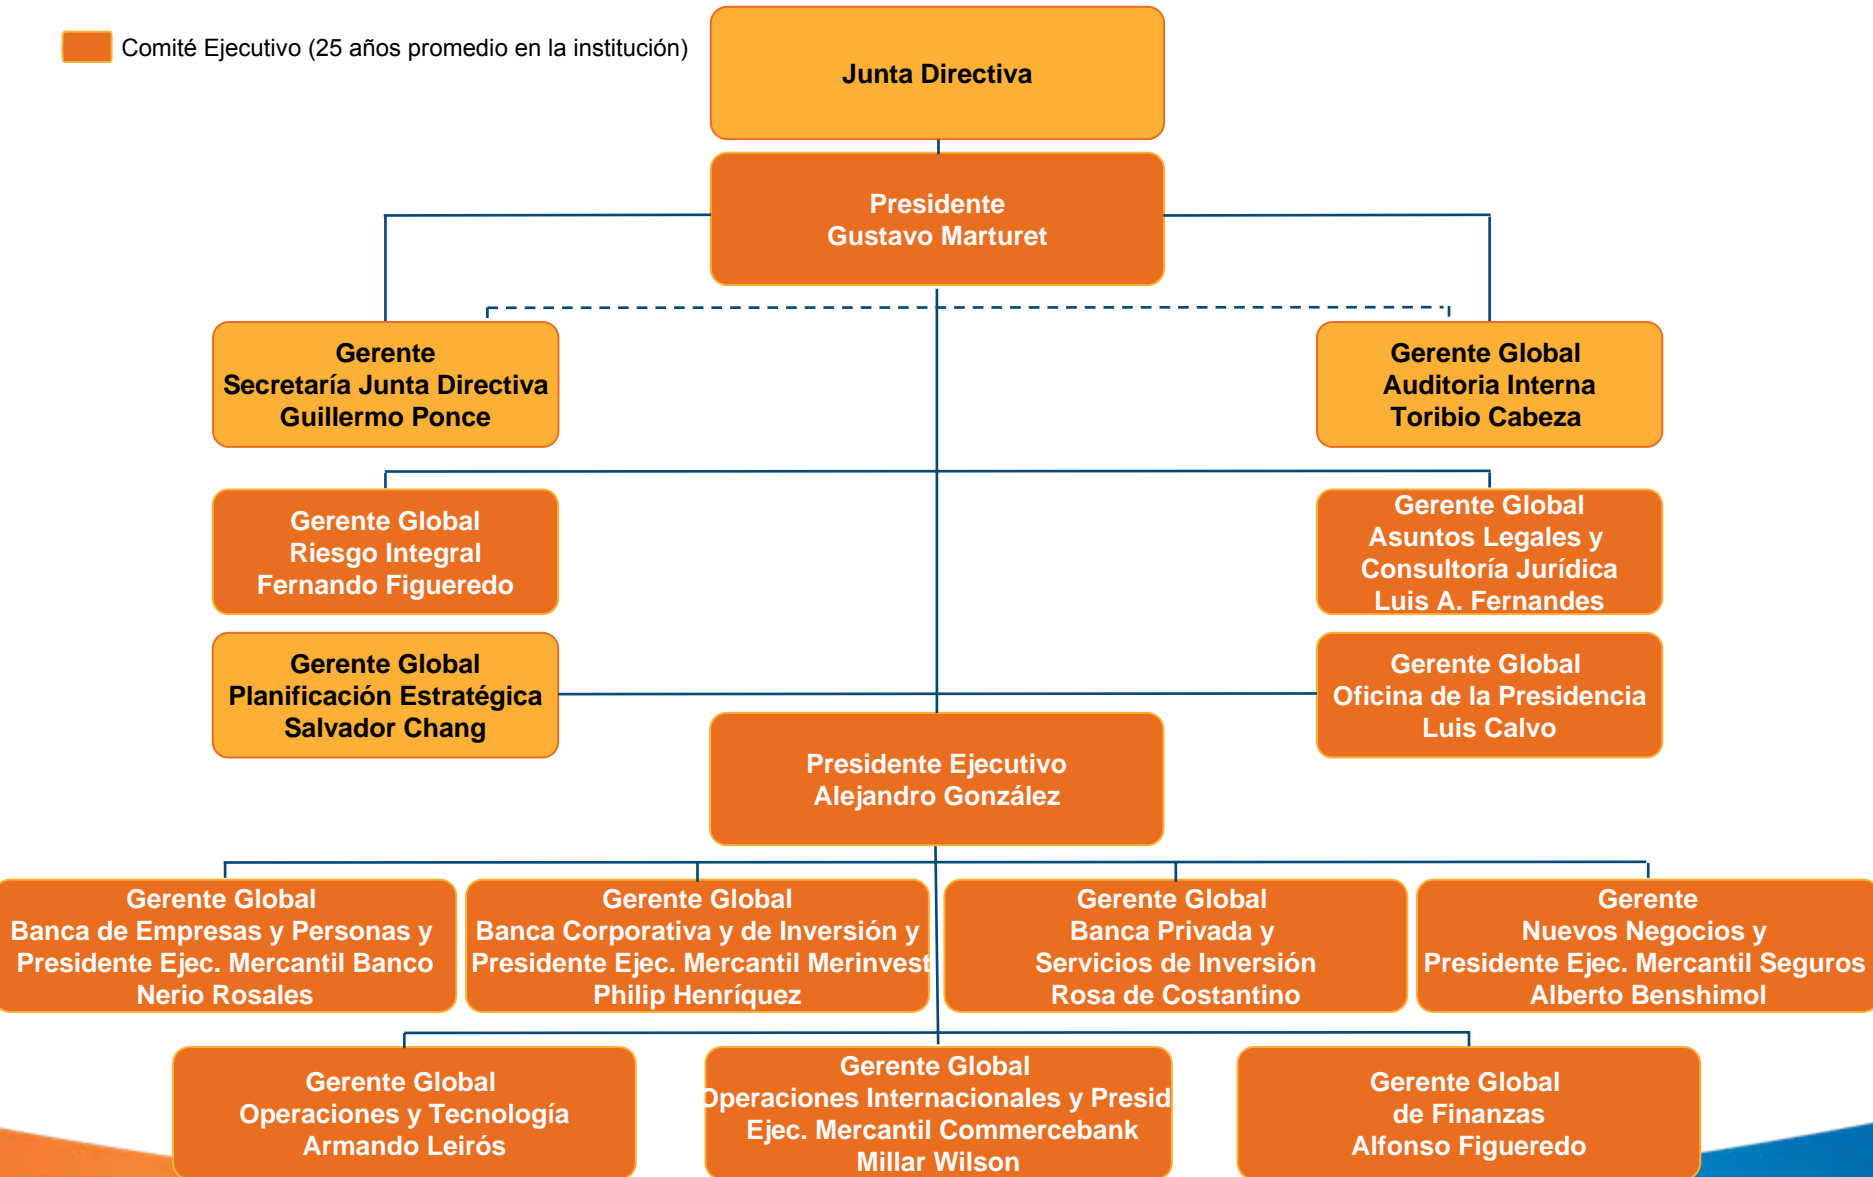 Comité Ejecutivo (25 años promedio en la institución)
Junta Directiva
Presidente
Gustavo Marturet
Gerente
Secretaría Junta Directiva
Guillermo Ponce
Gerente Global
Auditoria Interna
Toribio Cabeza
Gerente Global
Riesgo Integral
Fernando Figueredo
Gerente Global
Asuntos Legales y
Consultoría Jurídica
Luis A. Fernandes
Gerente Global
Planificación Estratégica
Salvador Chang
Gerente Global
Oficina de la Presidencia
Luis Calvo
Presidente Ejecutivo
Alejandro González
Gerente Global
Banca de Empresas y Personas y
Presidente Ejec. Mercantil Banco
Nerio Rosales
Gerente Global
Banca Corporativa y de Inversión y
Presidente Ejec. Mercantil Merinvest
Philip Henríquez
Gerente Global
Banca Privada y
Servicios de Inversión
Rosa de Costantino
Gerente
Nuevos Negocios y
Presidente Ejec. Mercantil Seguros
Alberto Benshimol
Gerente Global
Operaciones y Tecnología
Armando Leirós
Gerente Global
Operaciones Internacionales y Presid
Ejec. Mercantil Commercebank
Millar Wilson
Gerente Global
de Finanzas
Alfonso Figueredo